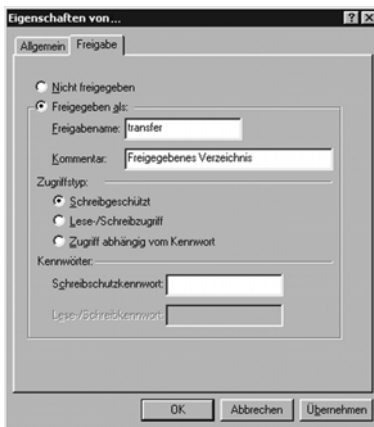 Eigenschaften von...
Allgemein Freigabe
Nicht freigegeben
Freigegeben als:
Freigabename: transfer
Kommentar: Freigegebenes Verzeichnis
Zugriffstyp:
Schreibgeschützt
Lese-/Schreibzugriff
Zugriff abhängig vom Kennwort
Kennwörter:
Schreibschutzkennwort:
Lese-/Schreibkennwort:
OK Abbrechen Übernehmen